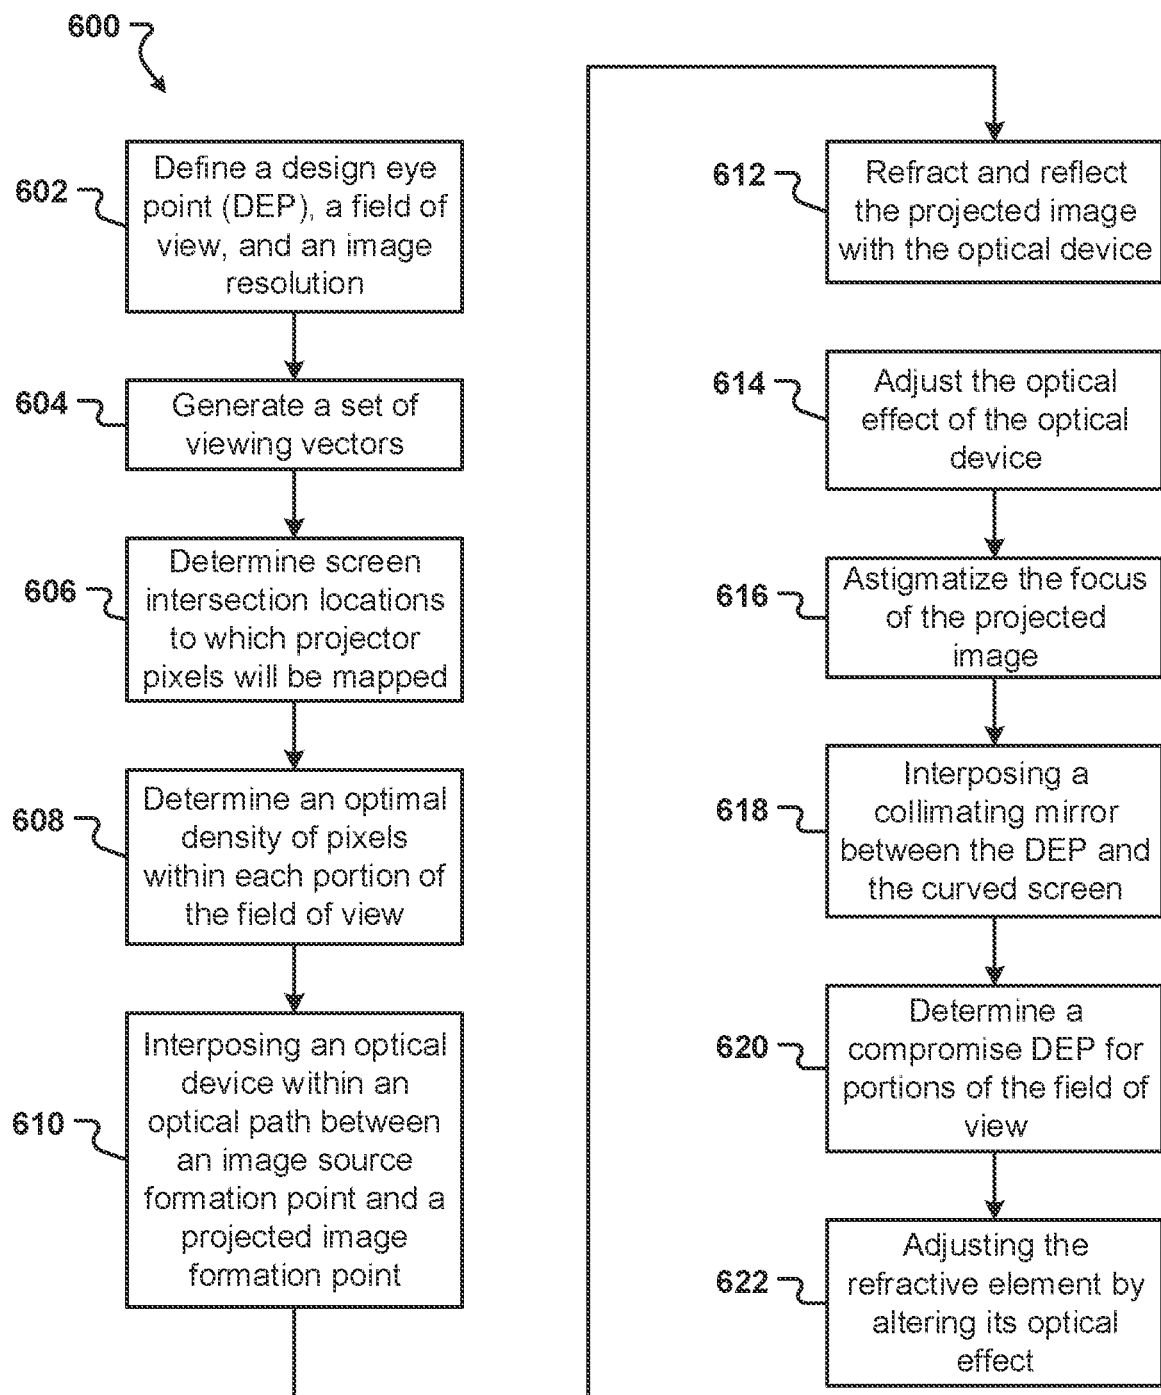 600
602
Define a design eye
point (DEP), a field of
view, and an image
resolution
604
Generate a set of
viewing vectors
606
Determine screen
intersection locations
to which projector
pixels will be mapped
608
Determine an optimal
density of pixels
within each portion of
the field of view
610
Interposing an optical
device within an
optical path between
an image source
formation point and a
projected image
formation point
612
Refract and reflect
the projected image
with the optical device
614
Adjust the optical
effect of the optical
device
616
Astigmatize the focus
of the projected
image
618
Interposing a
collimating mirror
between the DEP and
the curved screen
620
Determine a
compromise DEP for
portions of the field of
view
622
Adjusting the
refractive element by
altering its optical
effect